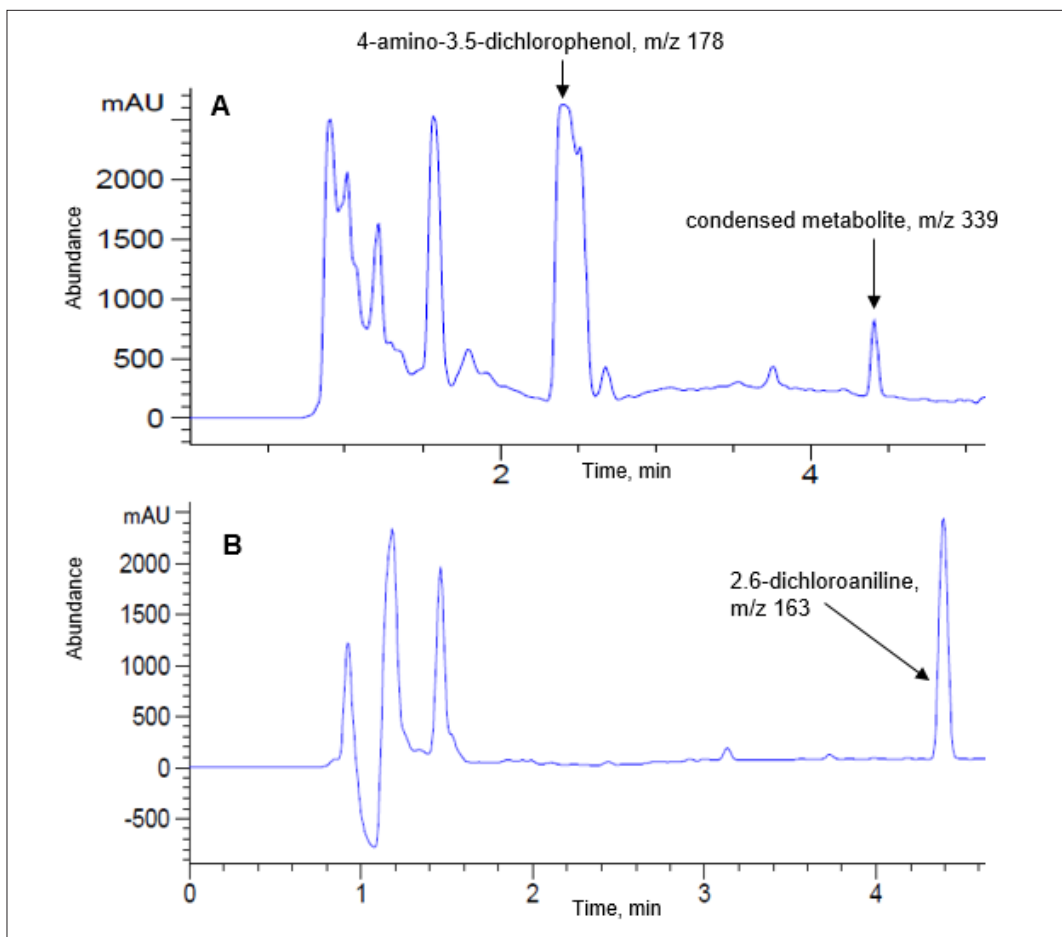 4-amino-3.5-dichlorophenol, m/z 178
mAU
A
2000
1500
1000
500
0
Abundance
condensed metabolite, m/z 339
2
4
Time, min
mAU
B
2000
1500
1000
500
0
-500
Abundance
2.6-dichloroaniline,
m/z 163
0
1
2
3
4
Time, min